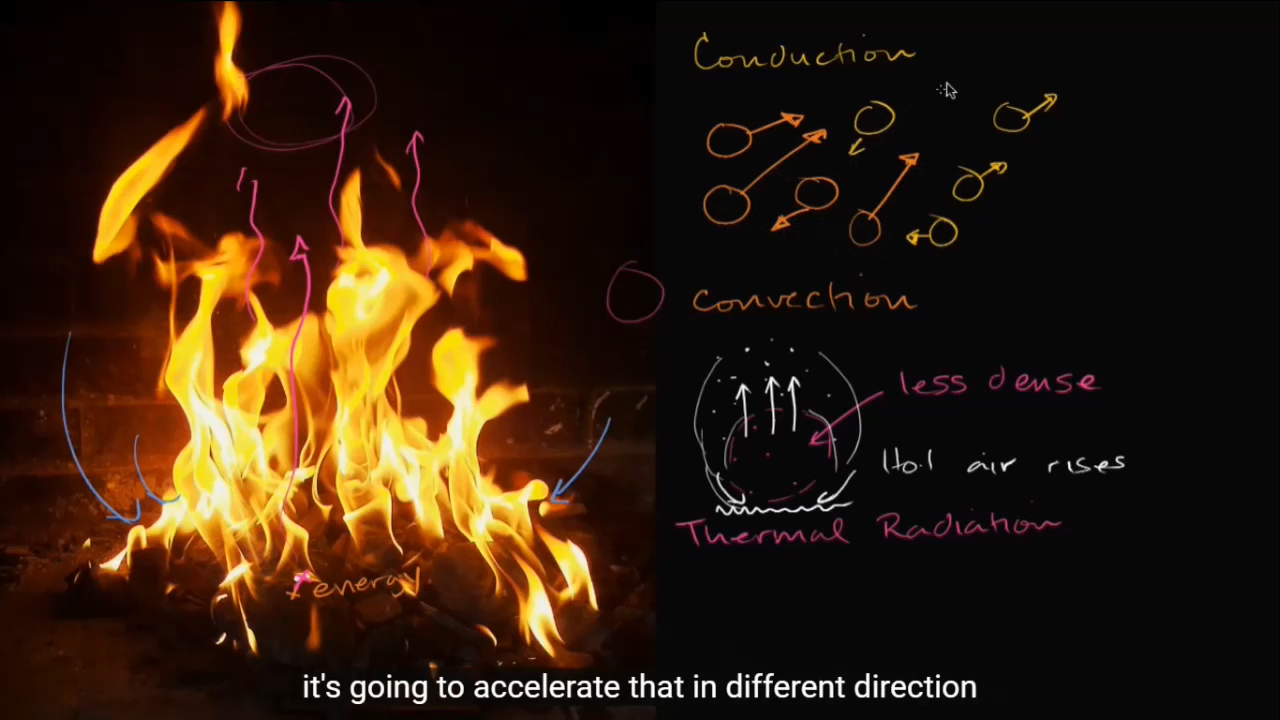 Conduction
Convection
less dense
Hot air rises
Thermal Radiation
energy
it's going to accelerate that in different direction